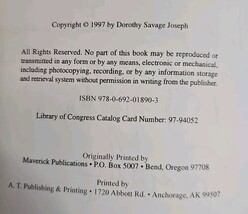 Copyright © 1997 by Dorothy Savage Joseph
All Rights Reserved. No part of this book may be reproduced or
transmitted in any form or by any means, electronic or mechanical,
including photocopying, recording, or by any information storage
and retrieval system without permission in writing from the publisher.
ISBN 978-0-692-01890-3
Library of Congress Catalog Card Number: 97-94052
Originally Printed by
Maverick Publications • P.O. Box 5007 • Bend, Oregon 97708
Printed by
A. T. Publishing & Printing • 1720 Abbott Rd. • Anchorage, AK 99507